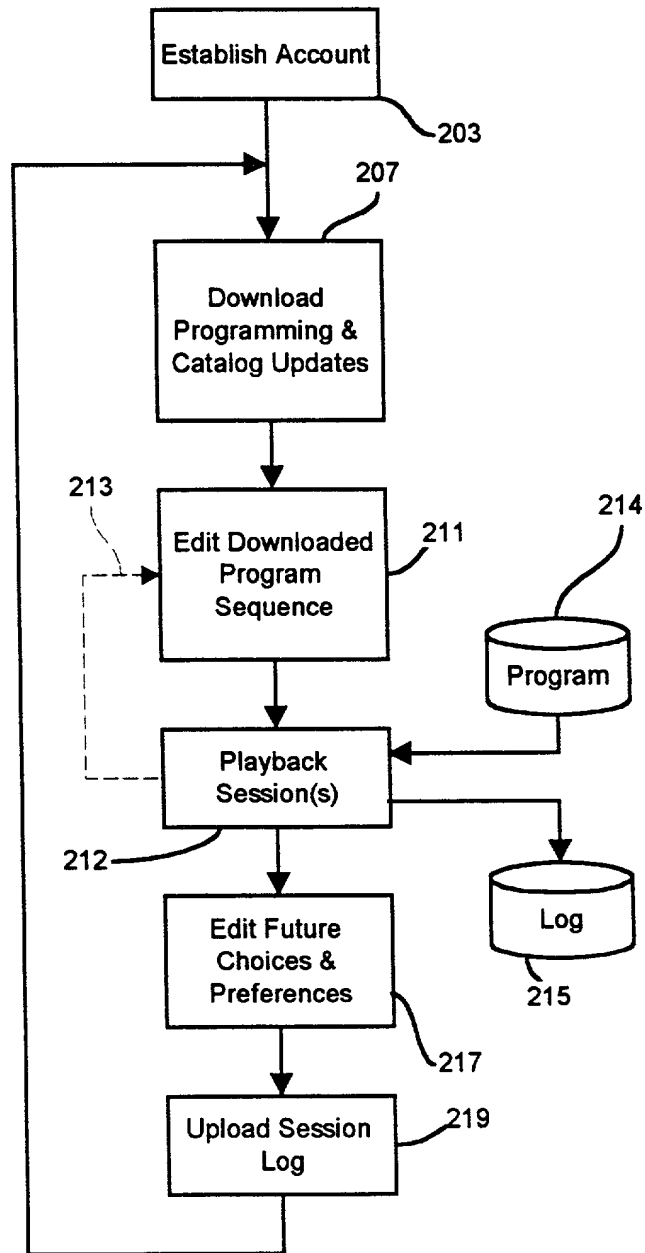 Establish Account
203
207
Download
Programming &
Catalog Updates
213
Edit Downloaded
Program
Sequence
211
214
Program
Playback
Session(s)
212
Log
215
Edit Future
Choices &
Preferences
217
Upload Session
Log
219